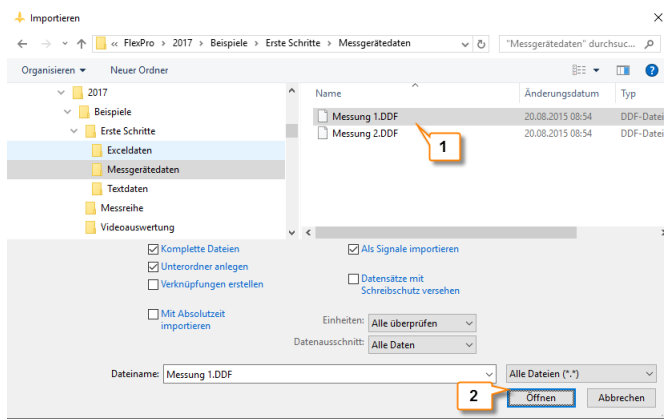 Importieren
« FlexPro > 2017 > Beispiele > Erste Schritte > Messgerätedaten
"Messgerätedaten" durchsuc...
Organisieren
Neuer Ordner
2017
Beispiele
Erste Schritte
Exceldaten
Messgerätedaten
Textdaten
Messreihe
Videoauswertung
Name Änderungsdatum Typ
Messung 1.DDF 20.08.2015 08:54 DDF-Datei
Messung 2.DDF 20.08.2015 08:54 DDF-Datei
1
Komplette Dateien
Unterordner anlegen
Verknüpfungen erstellen
Mit Absolutzeit
importieren
Als Signale importieren
Datensätze mit
Schreibschutz versehen
Einheiten: Alle überprüfen
Datenausschnitt: Alle Daten
Dateiname: Messung 1.DDF
Alle Dateien (*.*)
2
Öffnen
Abbrechen